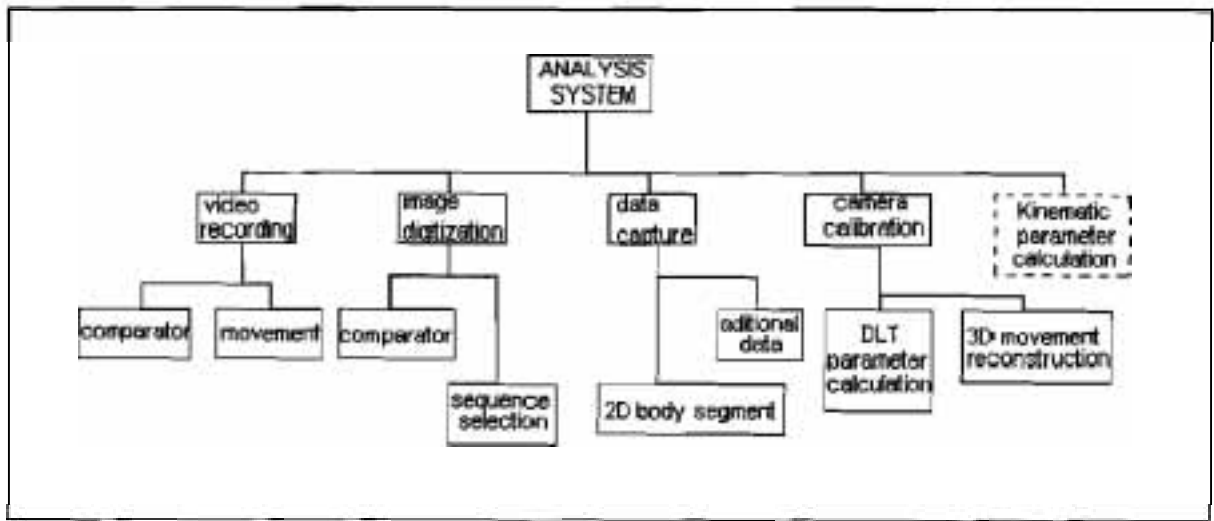 ANALYSIS
SYSTEM
video
recording
image
digitization
data
capture
camera
calibration
Kinematic
parameter
calculation
comparator
movement
comparator
sequence
selection
2D body segment
aditional
data
DLT
parameter
calculation
3D movement
reconstruction